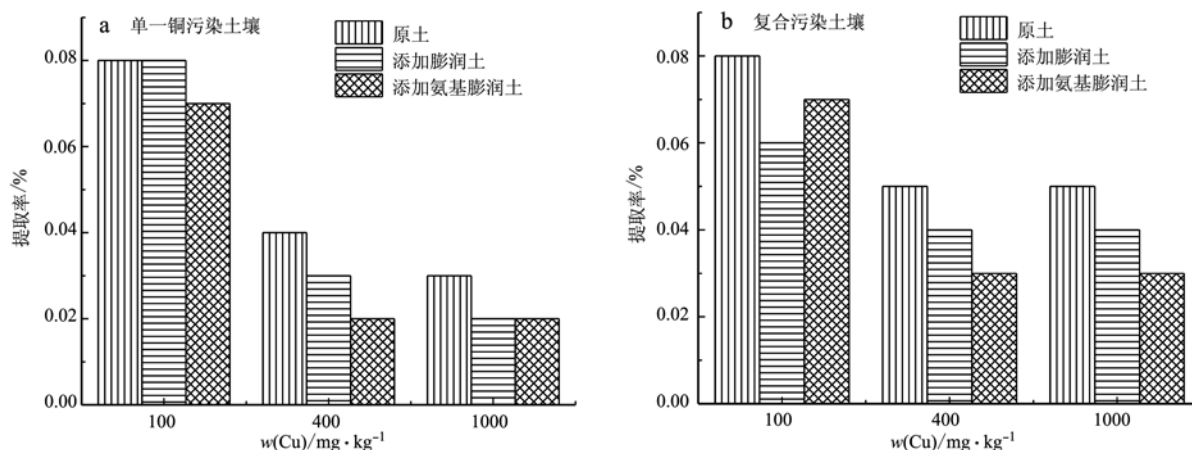 a 单一铜污染土壤
原土
添加膨润土
添加氨基膨润土
0.08
0.06
0.04
0.02
0.00
提取率/%
100 400 1000
w(Cu)/mg·kg⁻¹
b 复合污染土壤
原土
添加膨润土
添加氨基膨润土
0.08
0.06
0.04
0.02
0.00
提取率/%
100 400 1000
w(Cu)/mg·kg⁻¹